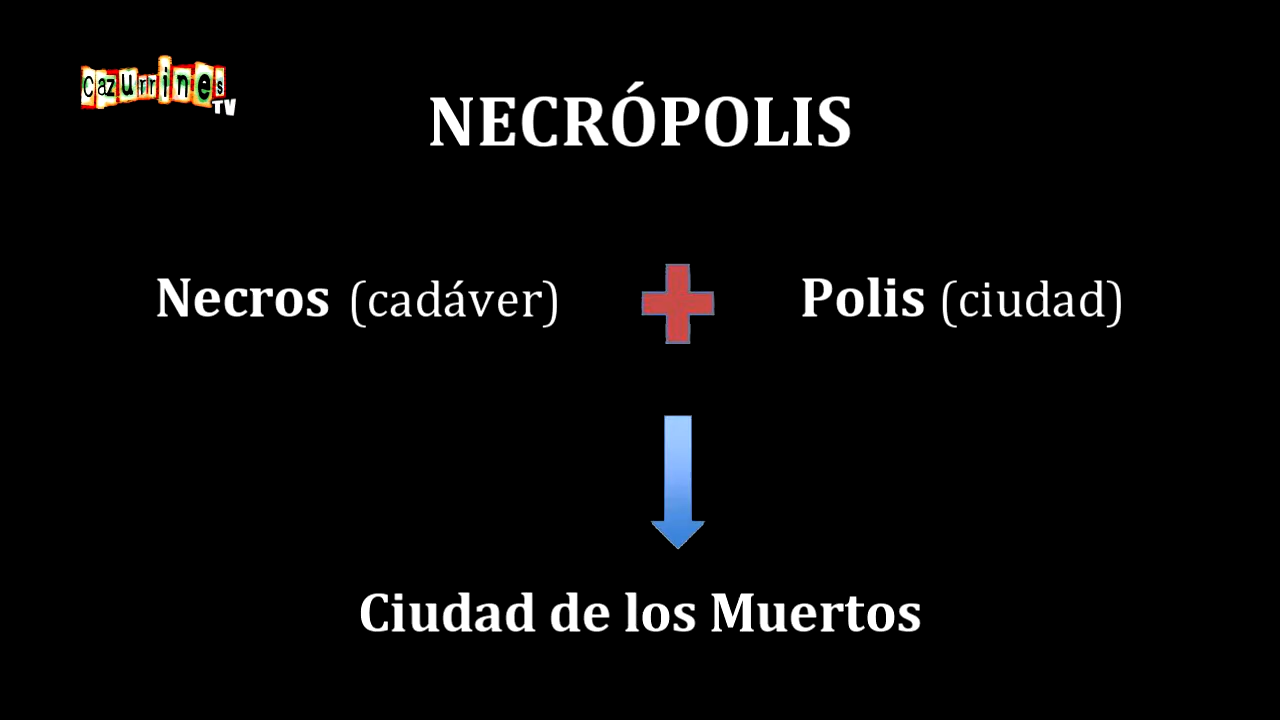 Cazurrines
TV
NECRÓPOLIS
Necros (cadáver) Polis (ciudad)
Ciudad de los Muertos